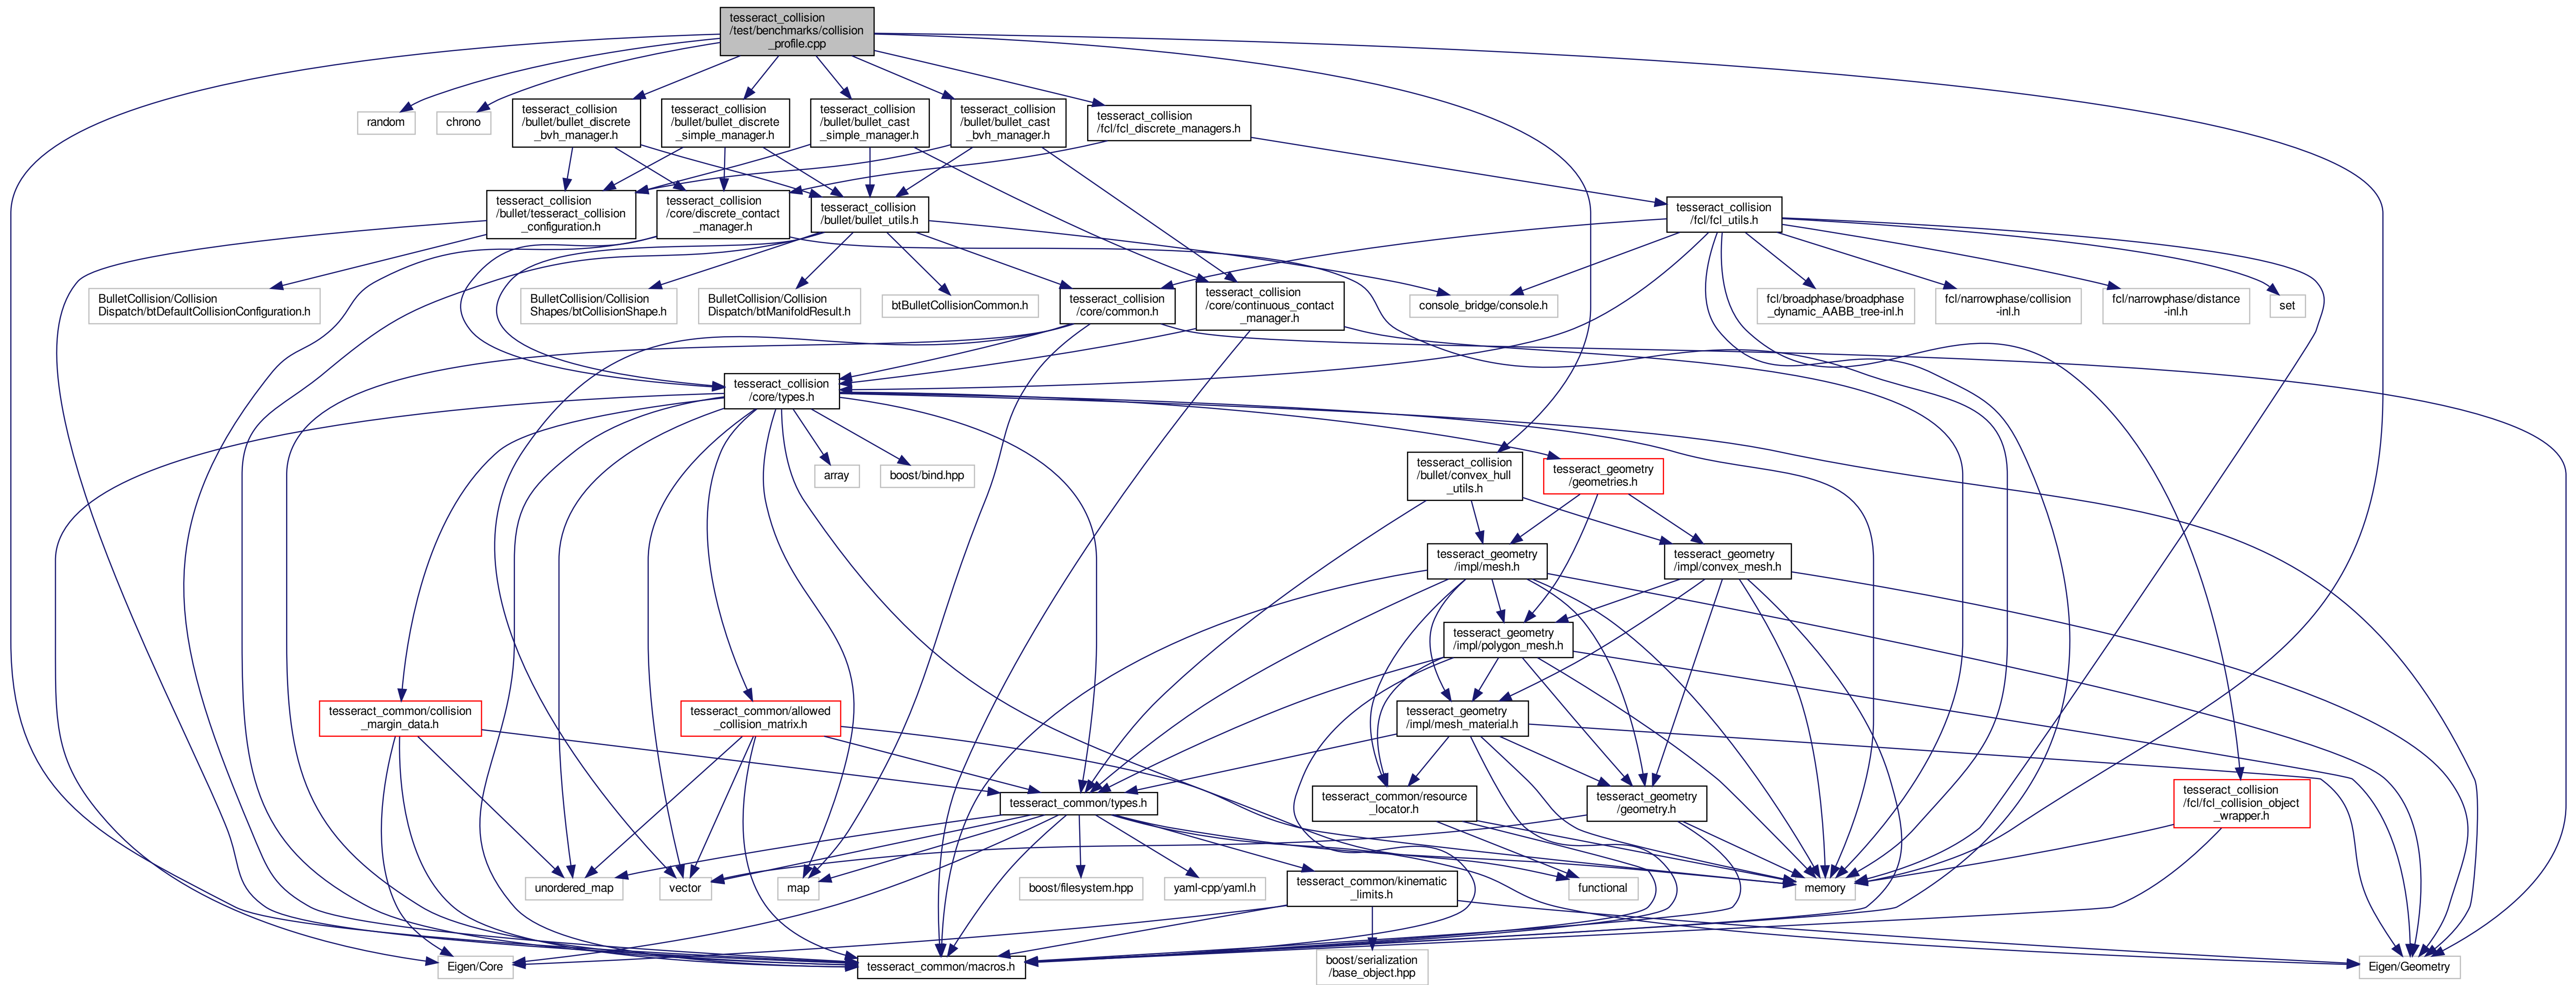 tesseract_collision
/test/benchmarks/collision
_profile.cpp
random
chrono
tesseract_collision
/bullet/bullet_discrete
_bvh_manager.h
tesseract_collision
/bullet/bullet_discrete
_simple_manager.h
tesseract_collision
/bullet/bullet_cast
_simple_manager.h
tesseract_collision
/bullet/bullet_cast
_bvh_manager.h
tesseract_collision
/fcl/fcl_discrete_managers.h
tesseract_collision
/bullet/tesseract_collision
_configuration.h
tesseract_collision
/core/discrete_contact
_manager.h
tesseract_collision
/bullet/bullet_utils.h
tesseract_collision
/fcl/fcl_utils.h
BulletCollision/Collision
Dispatch/btDefaultCollisionConfiguration.h
BulletCollision/Collision
Shapes/btCollisionShape.h
BulletCollision/Collision
Dispatch/btManifoldResult.h
btBulletCollisionCommon.h
tesseract_collision
/core/common.h
tesseract_collision
/core/continuous_contact
_manager.h
console_bridge/console.h
fcl/broadphase/broadphase
_dynamic_AABB_tree-inl.h
fcl/narrowphase/collision
-inl.h
fcl/narrowphase/distance
-inl.h
set
tesseract_collision
/core/types.h
array
boost/bind.hpp
tesseract_collision
/bullet/convex_hull
_utils.h
tesseract_geometry
/geometries.h
tesseract_geometry
/impl/mesh.h
tesseract_geometry
/impl/convex_mesh.h
tesseract_geometry
/impl/polygon_mesh.h
tesseract_common/collision
_margin_data.h
tesseract_common/allowed
_collision_matrix.h
tesseract_geometry
/impl/mesh_material.h
tesseract_common/types.h
tesseract_common/resource
_locator.h
tesseract_geometry
/geometry.h
tesseract_collision
/fcl/fcl_collision_object
_wrapper.h
unordered_map
vector
map
boost/filesystem.hpp
yaml-cpp/yaml.h
tesseract_common/kinematic
_limits.h
functional
memory
Eigen/Core
tesseract_common/macros.h
boost/serialization
/base_object.hpp
Eigen/Geometry